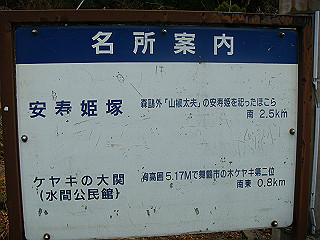 名所案内
安寿姫塚
森鷗外「山椒太夫」の安寿姫を祀ったほこら
南 2.5km
ケヤキの大関
(水間公民館)
胸高囲5.17Mで舞鶴市の木ケヤキ第二位
南東 0.8km